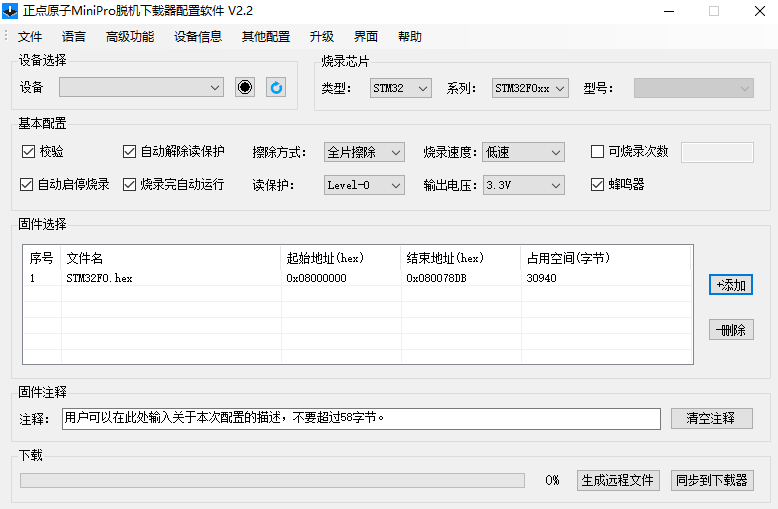 正点原子MiniPro脱机下载器配置软件 V2.2
文件 语言 高级功能 设备信息 其他配置 升级 界面 帮助
设备选择
设备
烧录芯片
类型： STM32 系列： STM32F0xx 型号：
基本配置
校验 自动解除读保护 擦除方式： 全片擦除 烧录速度： 低速 可烧录次数
自动启停烧录 烧录完自动运行 读保护： Level-0 输出电压： 3.3V 蜂鸣器
固件选择
序号 文件名 起始地址(hex) 结束地址(hex) 占用空间(字节)
1 STM32F0.hex 0x08000000 0x080078DB 30940
+添加
-删除
固件注释
注释： 用户可以在此处输入关于本次配置的描述，不要超过58字节。 清空注释
下载
0% 生成远程文件 同步到下载器